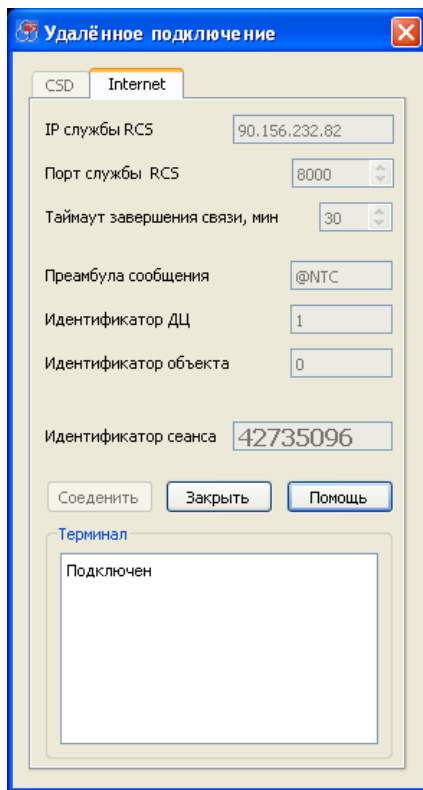 Удалённое подключение
CSD Internet
IP службы RCS 90.156.232.82
Порт службы RCS 8000
Таймаут завершения связи, мин 30
Преамбула сообщения @NTC
Идентификатор ДЦ 1
Идентификатор объекта 0
Идентификатор сеанса 42735096
Соеденить Закрыть Помощь
Терминал
Подключен